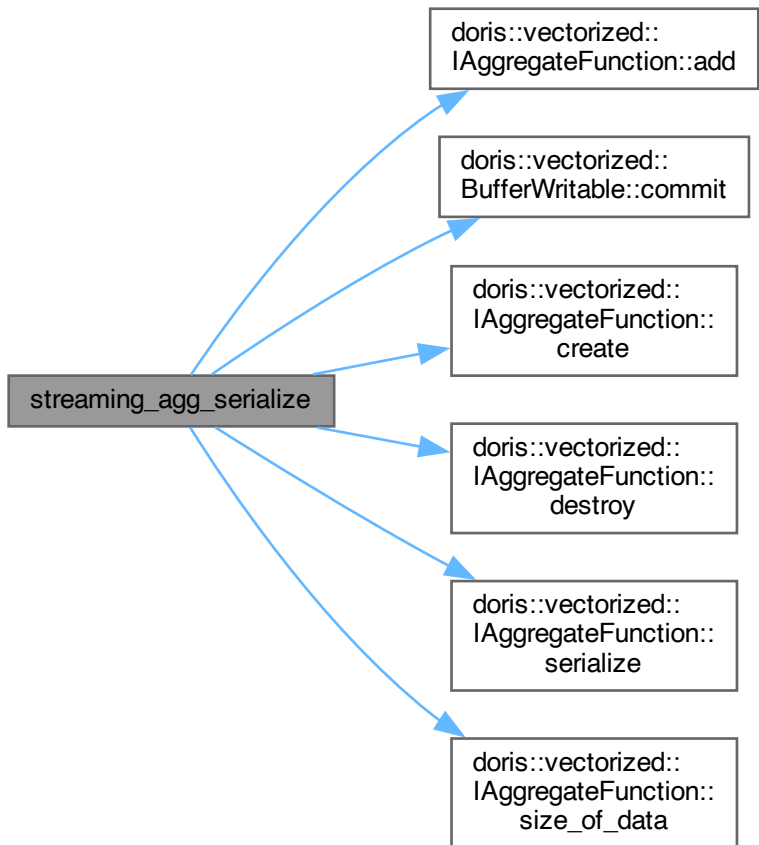 doris::vectorized::
IAggregateFunction::add
doris::vectorized::
BufferWritable::commit
doris::vectorized::
IAggregateFunction::
create
streaming_agg_serialize
doris::vectorized::
IAggregateFunction::
destroy
doris::vectorized::
IAggregateFunction::
serialize
doris::vectorized::
IAggregateFunction::
size_of_data